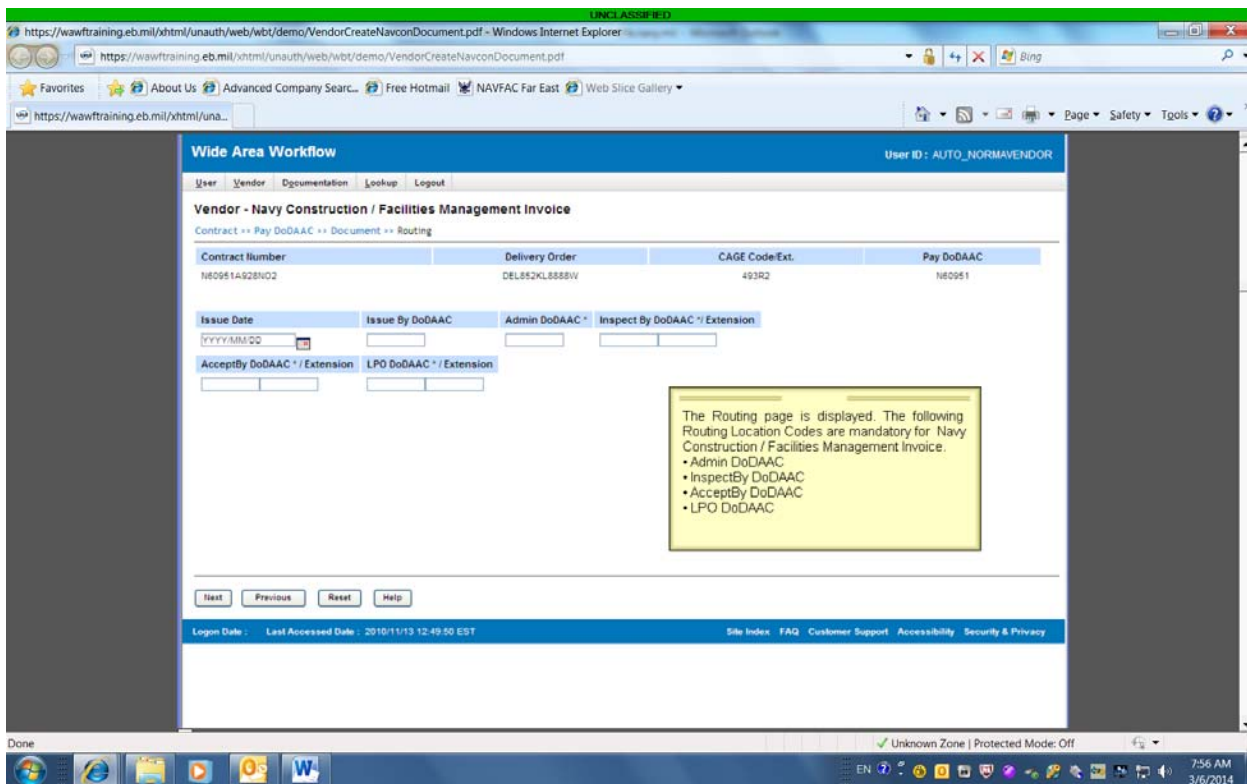 UNCLASSIFIED
https://wawftraining.eb.mil/xhtml/unauth/web/wbt/demo/VendorCreateNavconDocument.pdf - Windows Internet Explorer
https://wawftraining.eb.mil/xhtml/unauth/web/wbt/demo/VendorCreateNavconDocument.pdf
Bing
Favorites About Us Advanced Company Searc... Free Hotmail NAVFAC Far East Web Slice Gallery
https://wawftraining.eb.mil/xhtml/una...
Page Safety Tools
Wide Area Workflow
User ID : AUTO_NORMAVENDOR
User Vendor Documentation Lookup Logout
Vendor - Navy Construction / Facilities Management Invoice
Contract >> Pay DoDAAC >> Document >> Routing
Contract Number Delivery Order CAGE Code/Ext. Pay DoDAAC
N60951A928NO2 DEL852KL8888W 493R2 N60951
Issue Date Issue By DoDAAC Admin DoDAAC * Inspect By DoDAAC */ Extension
YYYY/MM/DD
AcceptBy DoDAAC * / Extension LPO DoDAAC * / Extension
The Routing page is displayed. The following
Routing Location Codes are mandatory for Navy
Construction / Facilities Management Invoice.
• Admin DoDAAC
• InspectBy DoDAAC
• AcceptBy DoDAAC
• LPO DoDAAC
Next Previous Reset Help
Logon Date : Last Accessed Date : 2010/11/13 12:49:50 EST
Site Index FAQ Customer Support Accessibility Security & Privacy
Done
Unknown Zone | Protected Mode: Off
EN
7:56 AM
3/6/2014